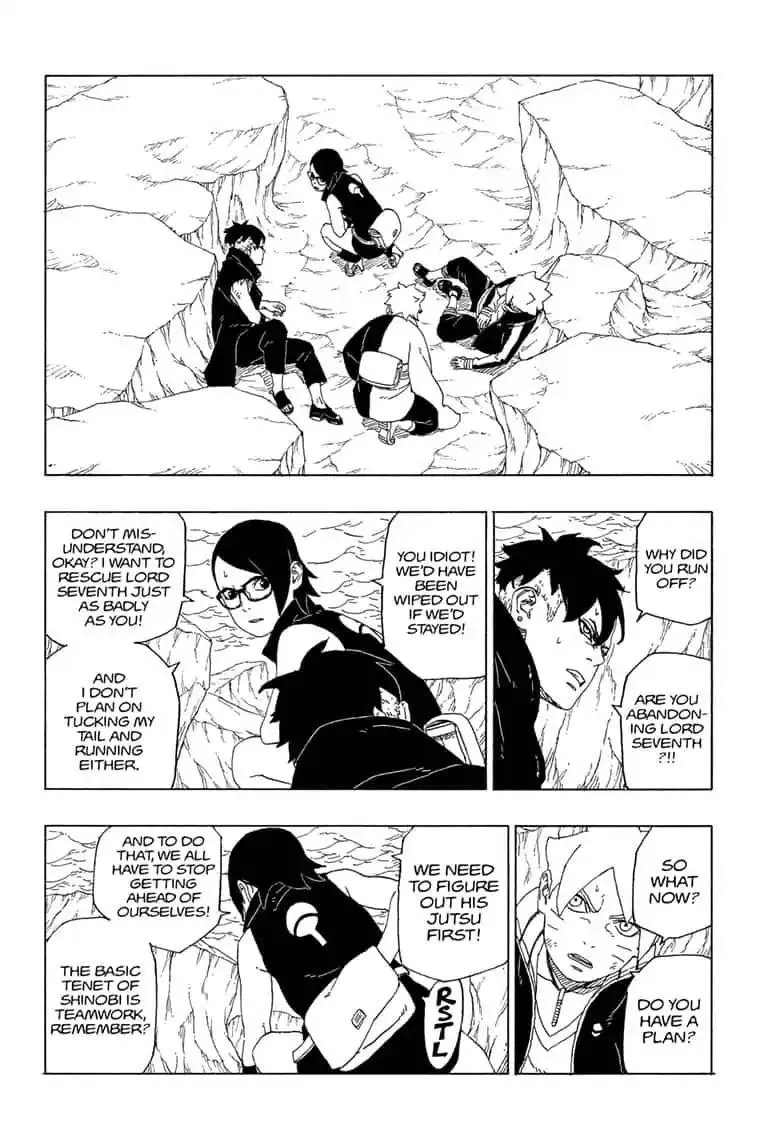 WHY DID
YOU RUN
OFF?
ARE YOU
ABANDON-
ING LORD
SEVENTH
?!!
YOU IDIOT!
WE'D HAVE
BEEN
WIPED OUT
IF WE'D
STAYED!
DON'T MIS-
UNDERSTAND,
OKAY? I WANT TO
RESCUE LORD
SEVENTH JUST
AS BADLY
AS YOU!
AND
I DON'T
PLAN ON
TUCKING MY
TAIL AND
RUNNING
EITHER.
SO
WHAT
NOW?
DO YOU
HAVE A
PLAN?
WE NEED
TO FIGURE
OUT HIS
JUTSU
FIRST!
RSTL
AND TO DO
THAT, WE ALL
HAVE TO STOP
GETTING
AHEAD OF
OURSELVES!
THE BASIC
TENET OF
SHINOBI IS
TEAMWORK,
REMEMBER?